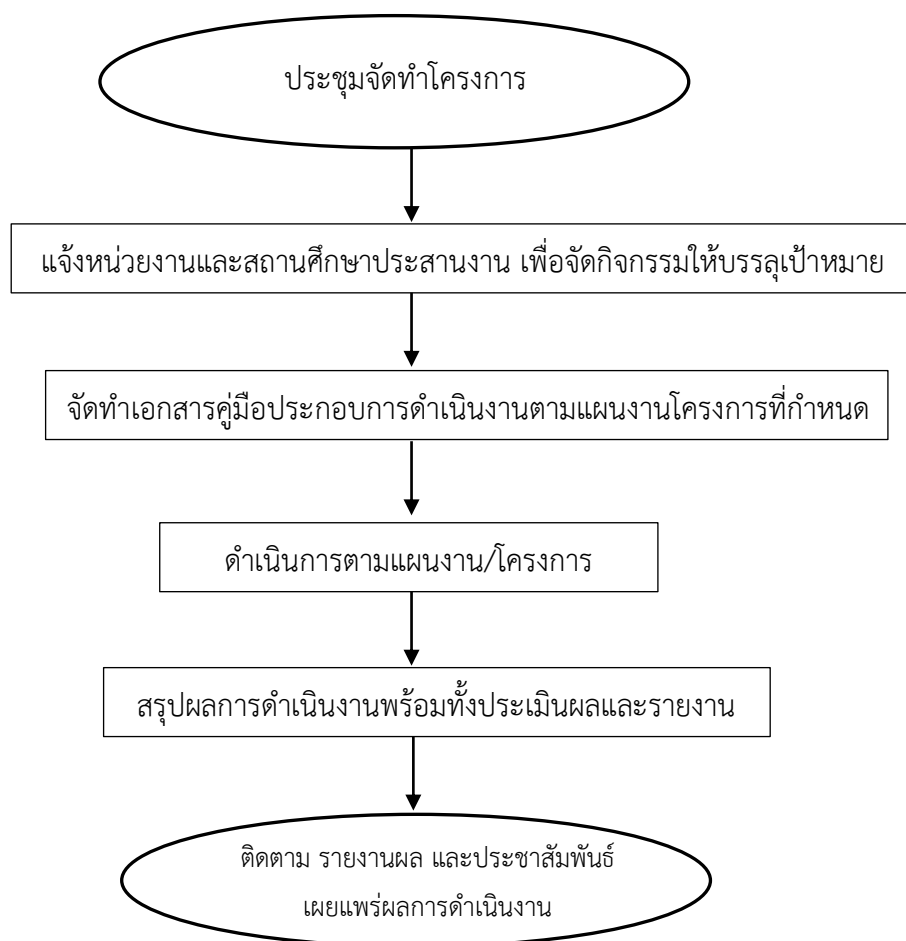 ประชุมจัดทำโครงการ
แจ้งหน่วยงานและสถานศึกษาประสานงาน เพื่อจัดกิจกรรมให้บรรลุเป้าหมาย
จัดทำเอกสารคู่มือประกอบการดำเนินงานตามแผนงานโครงการที่กำหนด
ดำเนินการตามแผนงาน/โครงการ
สรุปผลการดำเนินงานพร้อมทั้งประเมินผลและรายงาน
ติดตาม รายงานผล และประชาสัมพันธ์
เผยแพร่ผลการดำเนินงาน